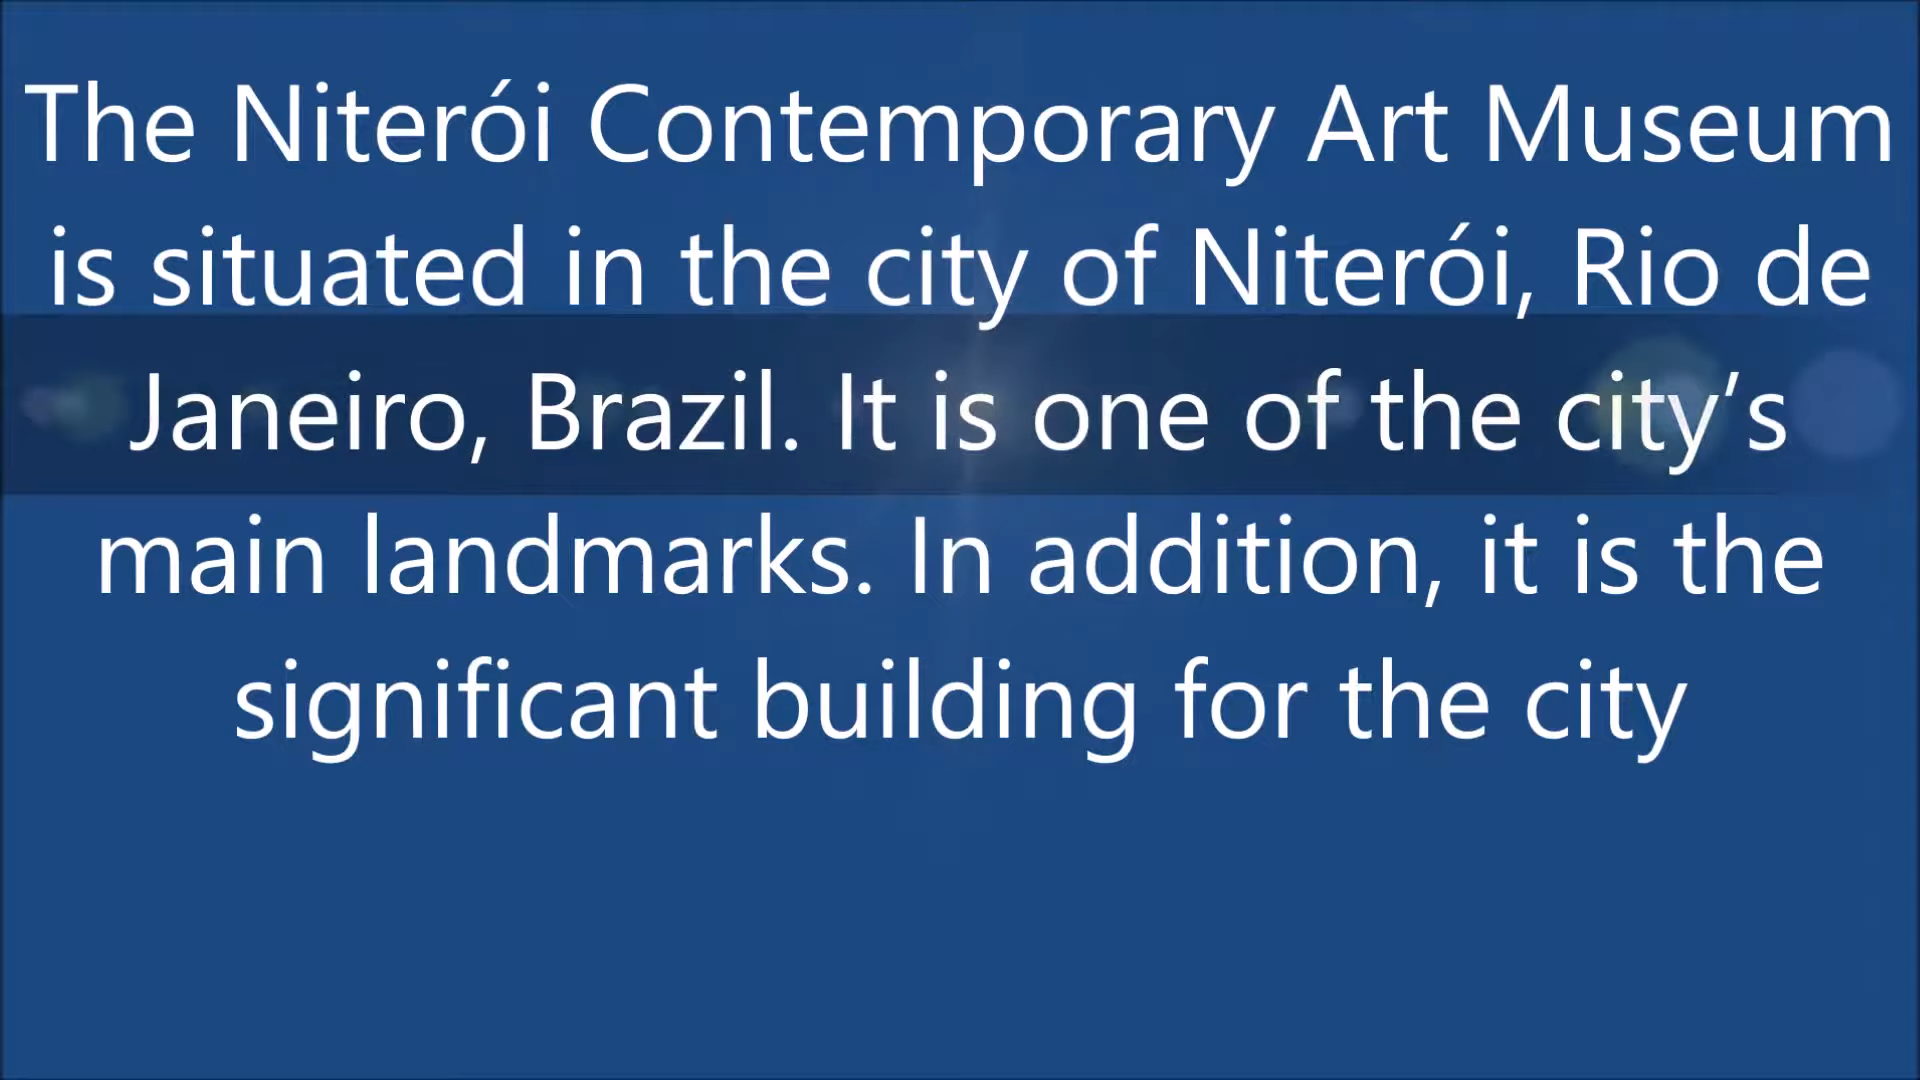 The Niterói Contemporary Art Museum
is situated in the city of Niterói, Rio de
Janeiro, Brazil. It is one of the city’s
main landmarks. In addition, it is the
significant building for the city